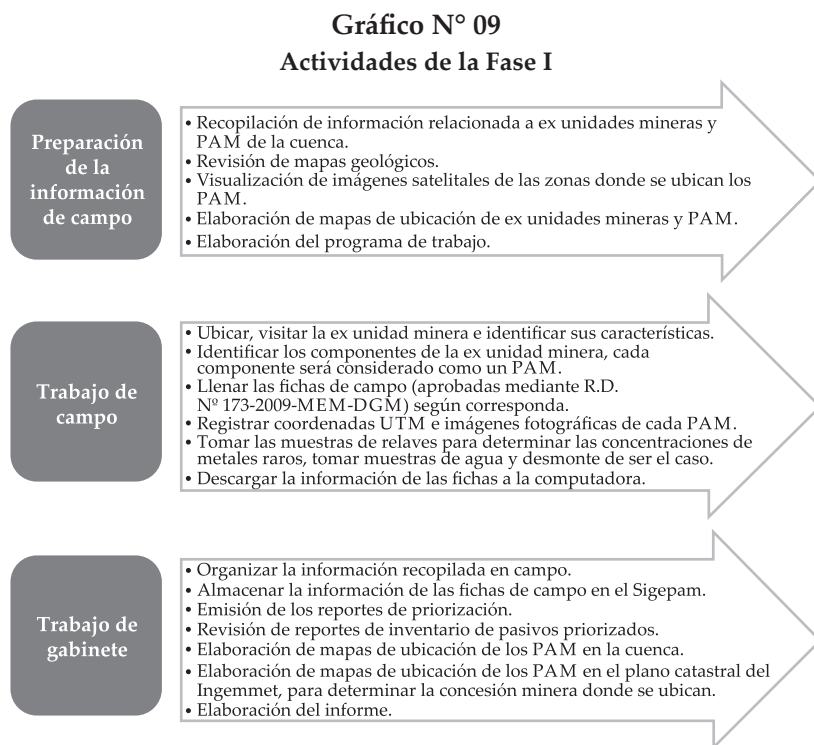 Gráfico N° 09
Actividades de la Fase I
Preparación
de la
información
de campo
• Recopilación de información relacionada a ex unidades mineras y
PAM de la cuenca.
• Revisión de mapas geológicos.
• Visualización de imágenes satelitales de las zonas donde se ubican los
PAM.
• Elaboración de mapas de ubicación de ex unidades mineras y PAM.
• Elaboración del programa de trabajo.
Trabajo de
campo
• Ubicar, visitar la ex unidad minera e identificar sus características.
• Identificar los componentes de la ex unidad minera, cada
componente será considerado como un PAM.
• Llenar las fichas de campo (aprobadas mediante R.D.
Nº 173-2009-MEM-DGM) según corresponda.
• Registrar coordenadas UTM e imágenes fotográficas de cada PAM.
• Tomar las muestras de relaves para determinar las concentraciones de
metales raros, tomar muestras de agua y desmonte de ser el caso.
• Descargar la información de las fichas a la computadora.
Trabajo de
gabinete
• Organizar la información recopilada en campo.
• Almacenar la información de las fichas de campo en el Sigepam.
• Emisión de los reportes de priorización.
• Revisión de reportes de inventario de pasivos priorizados.
• Elaboración de mapas de ubicación de los PAM en la cuenca.
• Elaboración de mapas de ubicación de los PAM en el plano catastral del
Ingemmet, para determinar la concesión minera donde se ubican.
• Elaboración del informe.